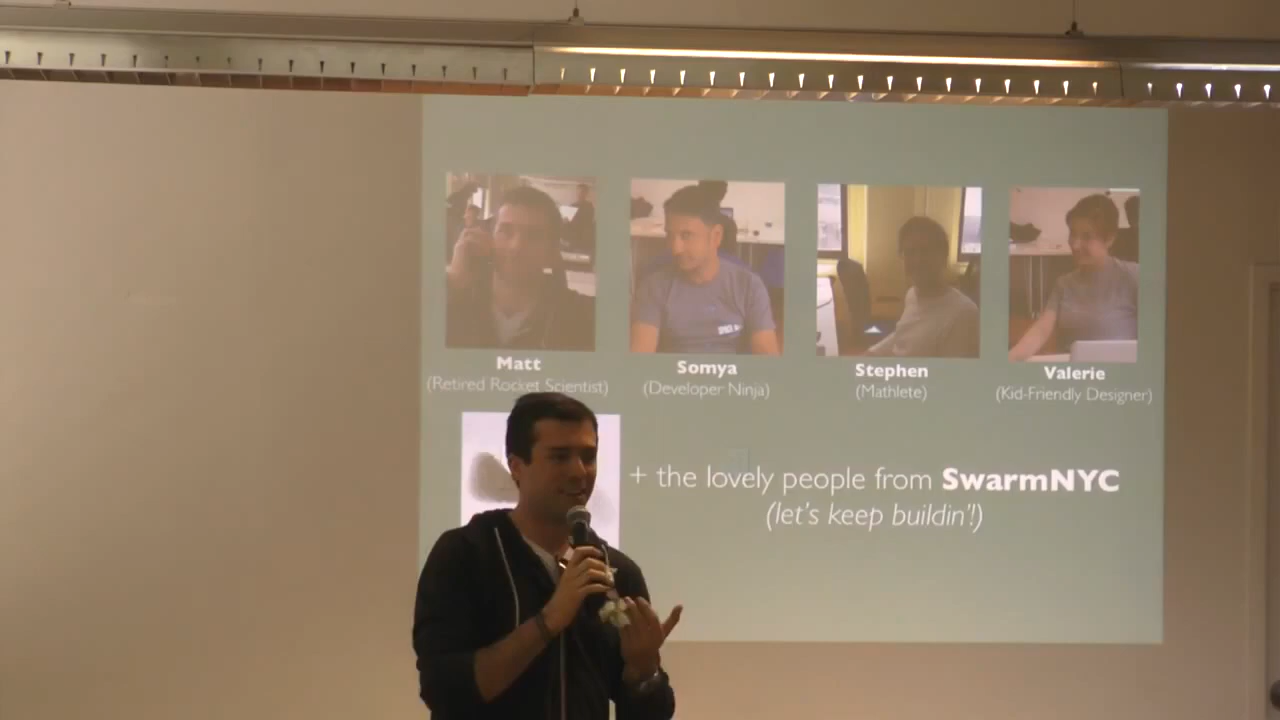 Matt
(Retired Rocket Scientist)
Somya
(Developer Ninja)
Stephen
(Mathlete)
Valerie
(Kid-Friendly Designer)
+ the lovely people from SwarmNYC
(let's keep buildin'!)